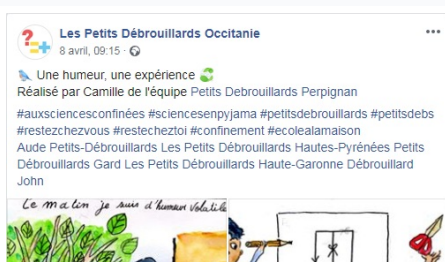 Les Petits Débrouillards Occitanie
8 avril, 09:15 ·
Une humeur, une expérience
Réalisé par Camille de l'équipe Petits Debrouillards Perpignan
#auxsciencesconfinées #sciencesenpyjama #petitsdebrouillards #petitsdebs
#restezchezvous #restecheztoi #confinement #ecolealamaison
Aude Petits-Débrouillards Les Petits Débrouillards Hautes-Pyrénées Petits
Débrouillards Gard Les Petits Débrouillards Haute-Garonne Débrouillard
John
Le matin je suis d'humeur volatile